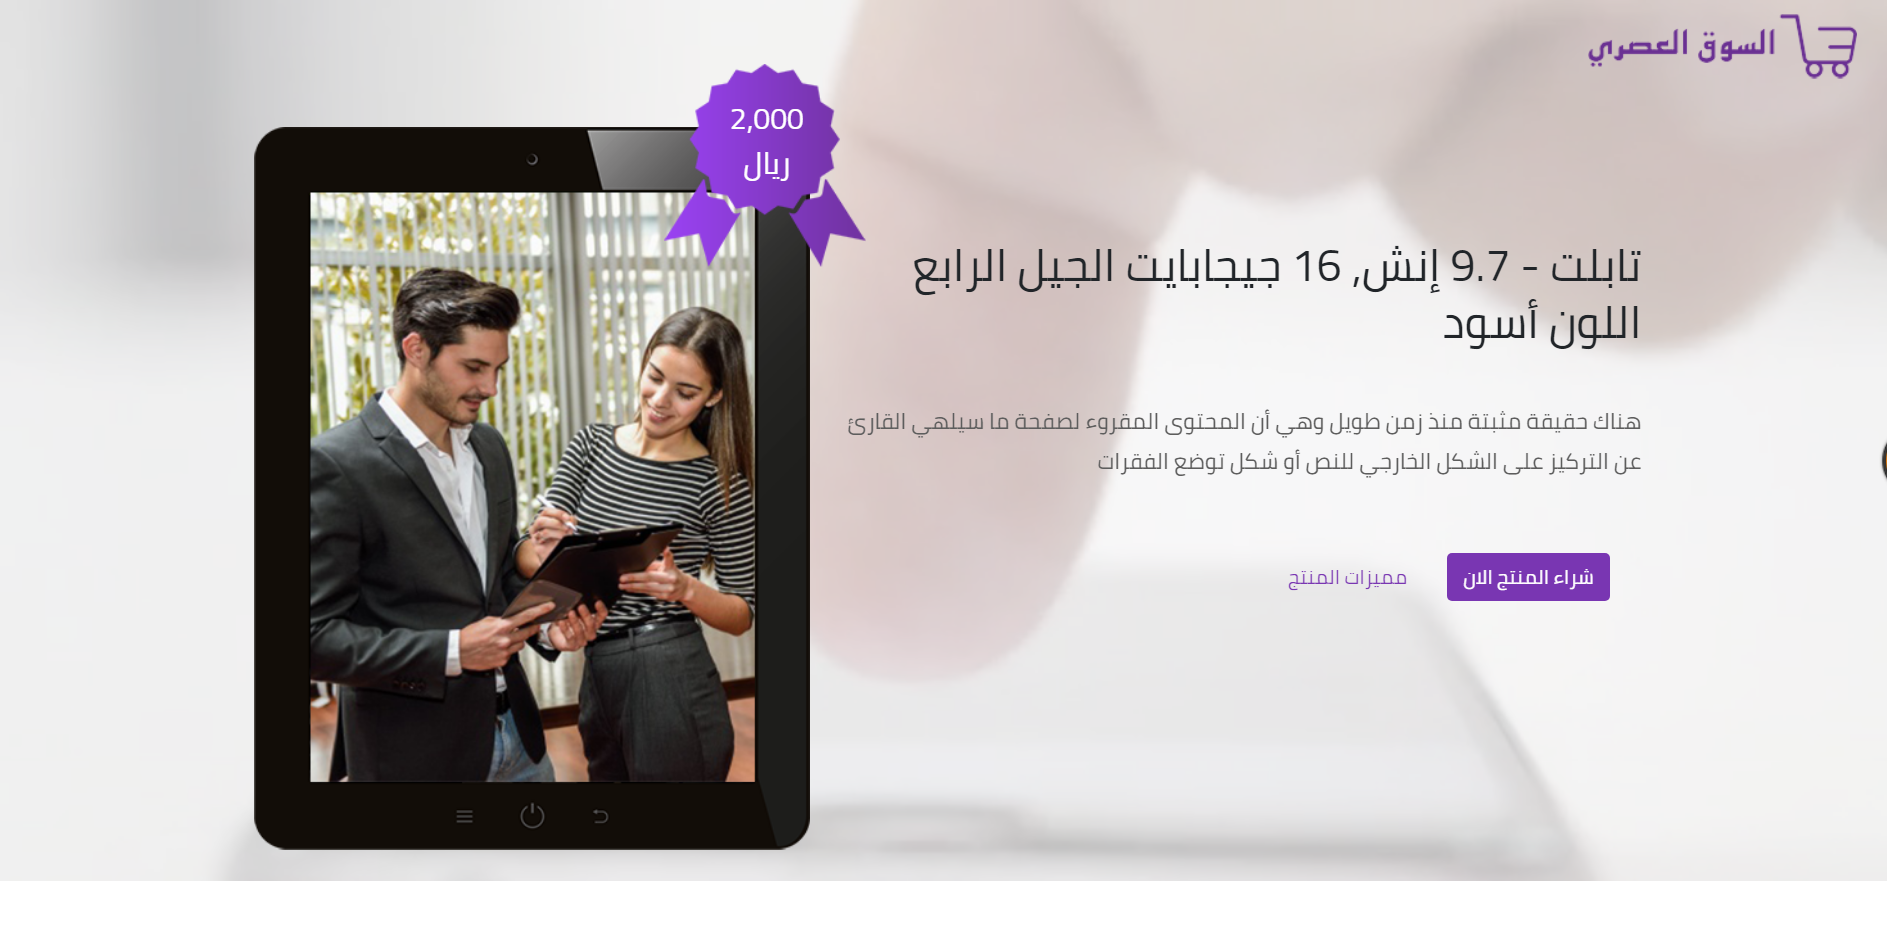 السوق العصري
2,000
ريال
تابلت - 9.7 إنش, 16 جيجابايت الجيل الرابع
اللون أسود
هناك حقيقة مثبتة منذ زمن طويل وهي أن المحتوى المقروء لصفحة ما سيلهي القارئ
عن التركيز على الشكل الخارجي للنص أو شكل توضع الفقرات
شراء المنتج الان
مميزات المنتج